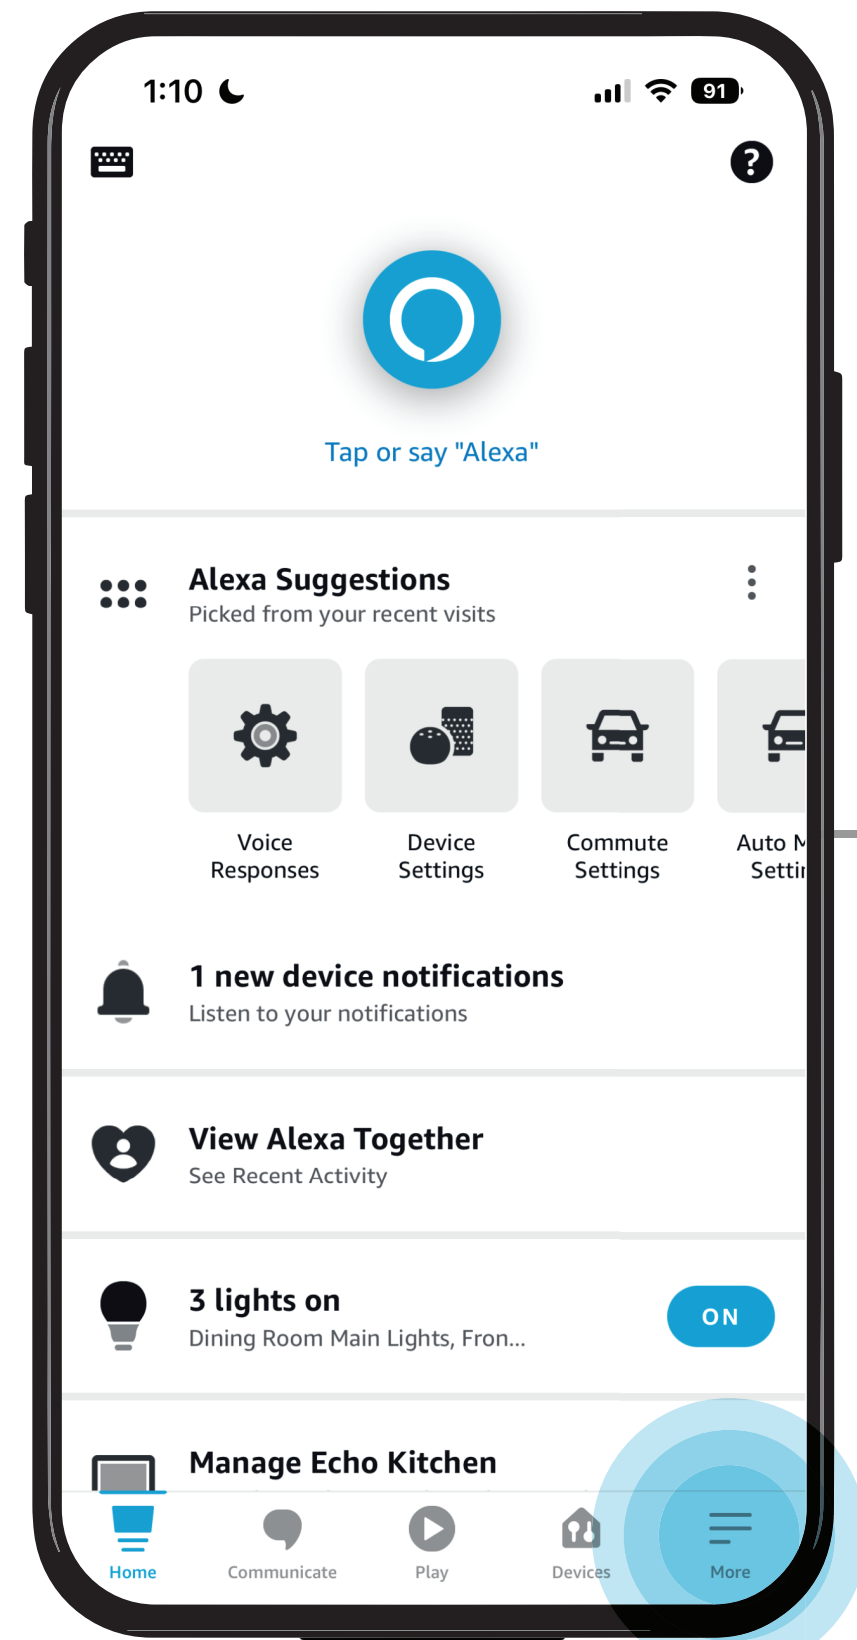 1:10
91
?
Tap or say "Alexa"
Alexa Suggestions
Picked from your recent visits
Voice
Responses
Device
Settings
Commute
Settings
Auto
1 new device notifications
Listen to your notifications
View Alexa Together
See Recent Activity
3 lights on
Dining Room Main Lights, Fron...
ON
Manage Echo Kitchen
Home
Communicate
Play
Devices
More